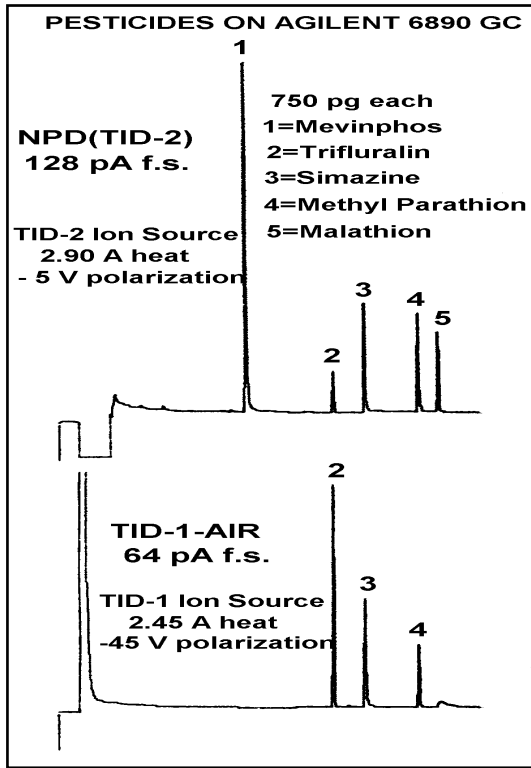 PESTICIDES ON AGILENT 6890 GC
1
750 pg each
NPD(TID-2)
1=Mevinphos
128 pA f.s.
2=Trifluralin
3=Simazine
4=Methyl Parathion
TID-2 Ion Source
5=Malathion
2.90 A heat
- 5 V polarization
3
4
5
2
2
TID-1-AIR
64 pA f.s.
3
TID-1 Ion Source
2.45 A heat
4
-45 V polarization